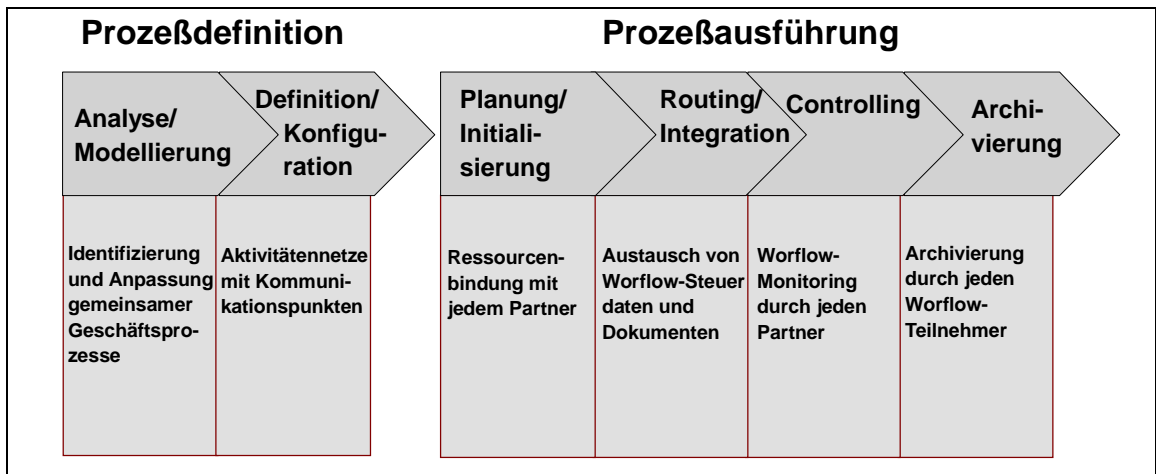 Prozeßdefinition
Prozeßausführung
Analyse/
Modellierung
Definition/
Konfigu-
ration
Planung/
Initiali-
sierung
Routing/
Integration
Controlling
Archi-
vierung
Identifizierung
und Anpassung
gemeinsamer
Geschäftspro-
zesse
Aktivitätennetze
mit Kommuni-
kationspunkten
Ressourcen-
bindung mit
jedem Partner
Austausch von
Worflow-Steuer
daten und
Dokumenten
Worflow-
Monitoring
durch jeden
Partner
Archivierung
durch jeden
Worflow-
Teilnehmer